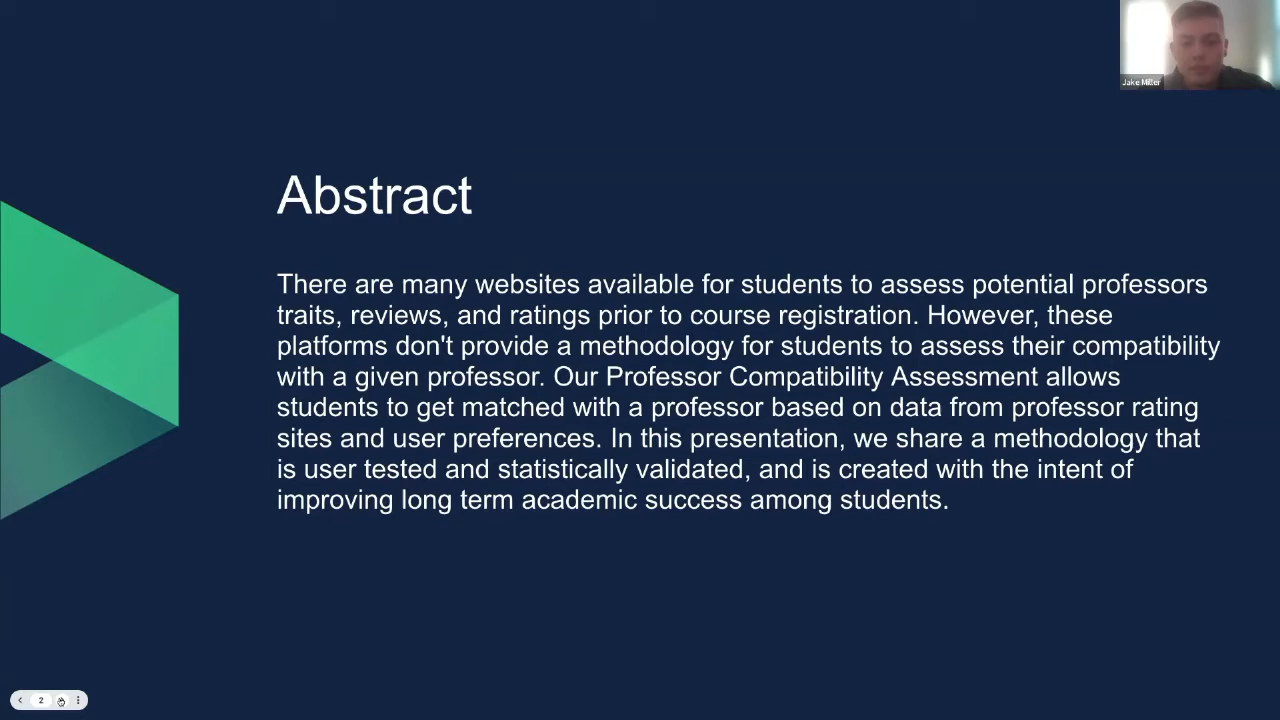 Jake Miller
Abstract
There are many websites available for students to assess potential professors
traits, reviews, and ratings prior to course registration. However, these
platforms don't provide a methodology for students to assess their compatibility
with a given professor. Our Professor Compatibility Assessment allows
students to get matched with a professor based on data from professor rating
sites and user preferences. In this presentation, we share a methodology that
is user tested and statistically validated, and is created with the intent of
improving long term academic success among students.
2